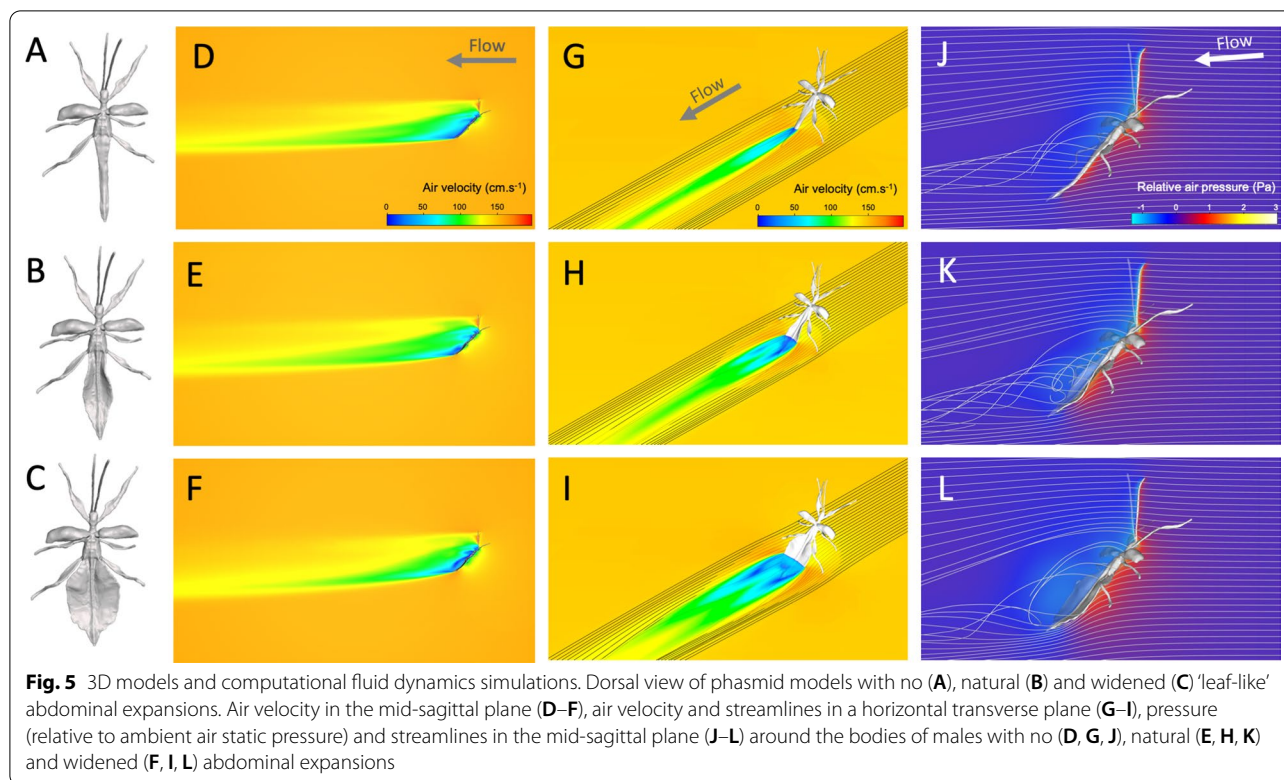 A
D
Flow
G
Flow
J
Flow
Air velocity (cm.s⁻¹)
0 50 100 150
Air velocity (cm.s⁻¹)
0 50 100 150
Relative air pressure (Pa)
-1 0 1 2 3
B
E
H
K
C
F
I
L
Fig. 5 3D models and computational fluid dynamics simulations. Dorsal view of phasmid models with no (A), natural (B) and widened (C) ‘leaf-like’
abdominal expansions. Air velocity in the mid-sagittal plane (D–F), air velocity and streamlines in a horizontal transverse plane (G–I), pressure
(relative to ambient air static pressure) and streamlines in the mid-sagittal plane (J–L) around the bodies of males with no (D, G, J), natural (E, H, K)
and widened (F, I, L) abdominal expansions